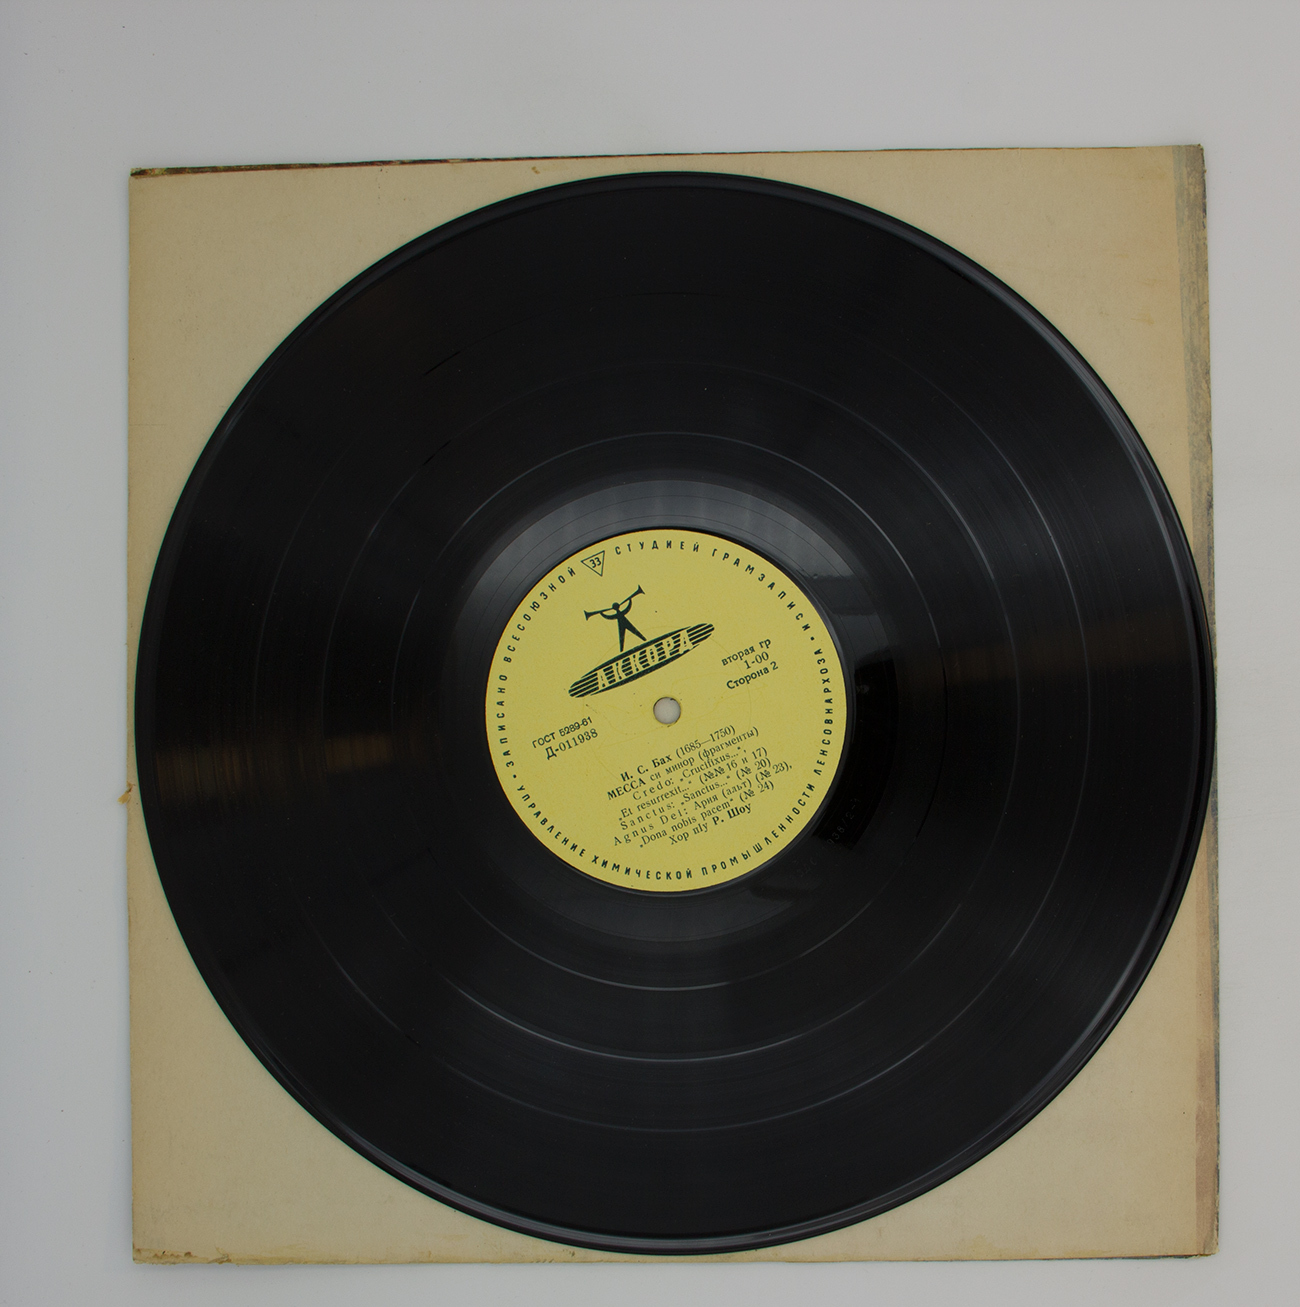 ЗАПИСАНО ВСЕСОЮЗНОЙ 33 СТУДИЕЙ ГРАМЗАПИСИ
АККОРД
вторая гр
1-00
Сторона 2
ГОСТ 5289-61
Д-011938
И. С. Бах (1685—1750)
МЕССА си минор (фрагменты)
Credo: „Crucifixus...“,
„Et resurrexit...“ (№№ 16 и 17)
Sanctus: „Sanctus...“ (№ 20)
Agnus Dei: Ария (альт) (№ 23),
„Dona nobis pacem“ (№ 24)
Хор п/у Р. Шоу
УПРАВЛЕНИЕ ХИМИЧЕСКОЙ ПРОМЫШЛЕННОСТИ ЛЕНСОВНАРХОЗА